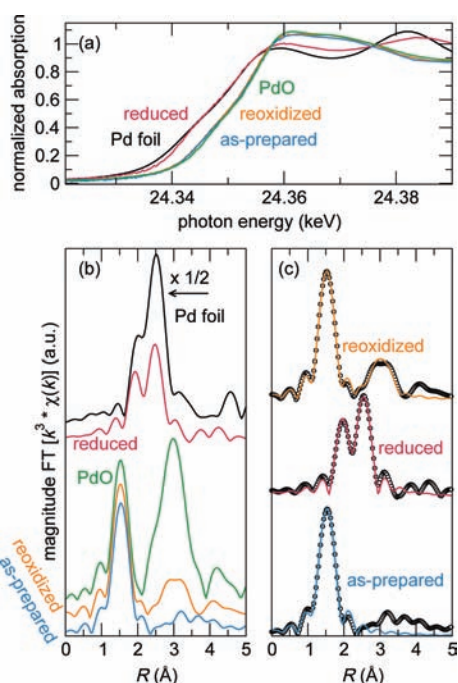 (a)
normalized absorption
1
0.8
0.6
0.4
0.2
0
PdO
reduced
reoxidized
Pd foil
as-prepared
24.34
24.36
24.38
photon energy (keV)
(b)
x 1/2
Pd foil
reduced
PdO
reoxidized
as-prepared
magnitude FT [k³ * χ(k)] (a.u.)
0 1 2 3 4 5
R (Å)
(c)
reoxidized
reduced
as-prepared
0 1 2 3 4 5
R (Å)